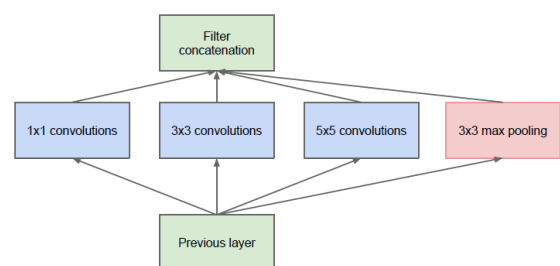 Filter
concatenation
1x1 convolutions
3x3 convolutions
5x5 convolutions
3x3 max pooling
Previous layer